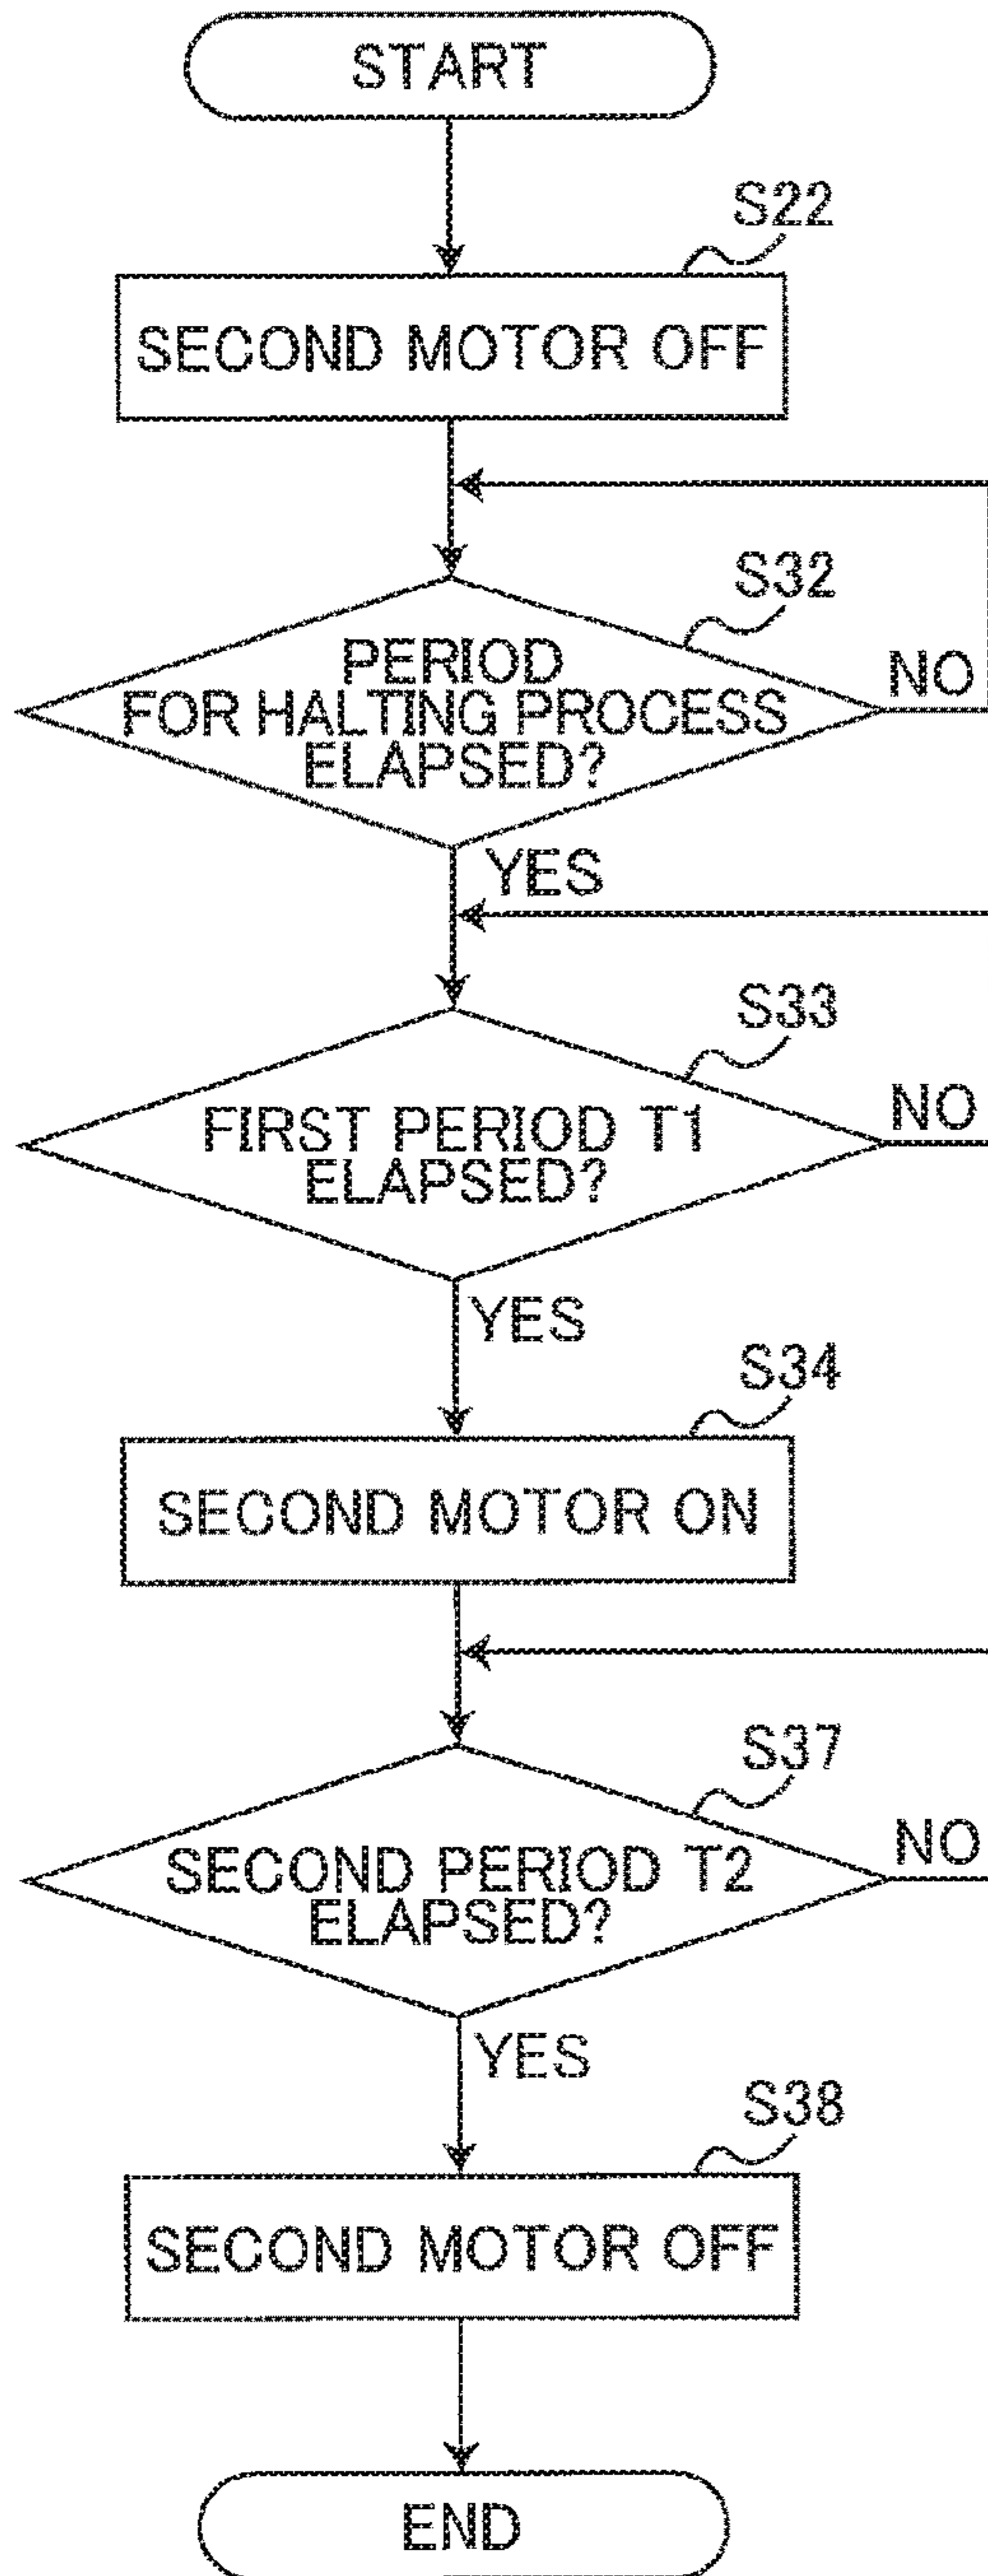 START
S22
SECOND MOTOR OFF
S32
PERIOD
FOR HALTING PROCESS
ELAPSED?
NO
YES
S33
FIRST PERIOD T1
ELAPSED?
NO
YES
S34
SECOND MOTOR ON
S37
SECOND PERIOD T2
ELAPSED?
NO
YES
S38
SECOND MOTOR OFF
END